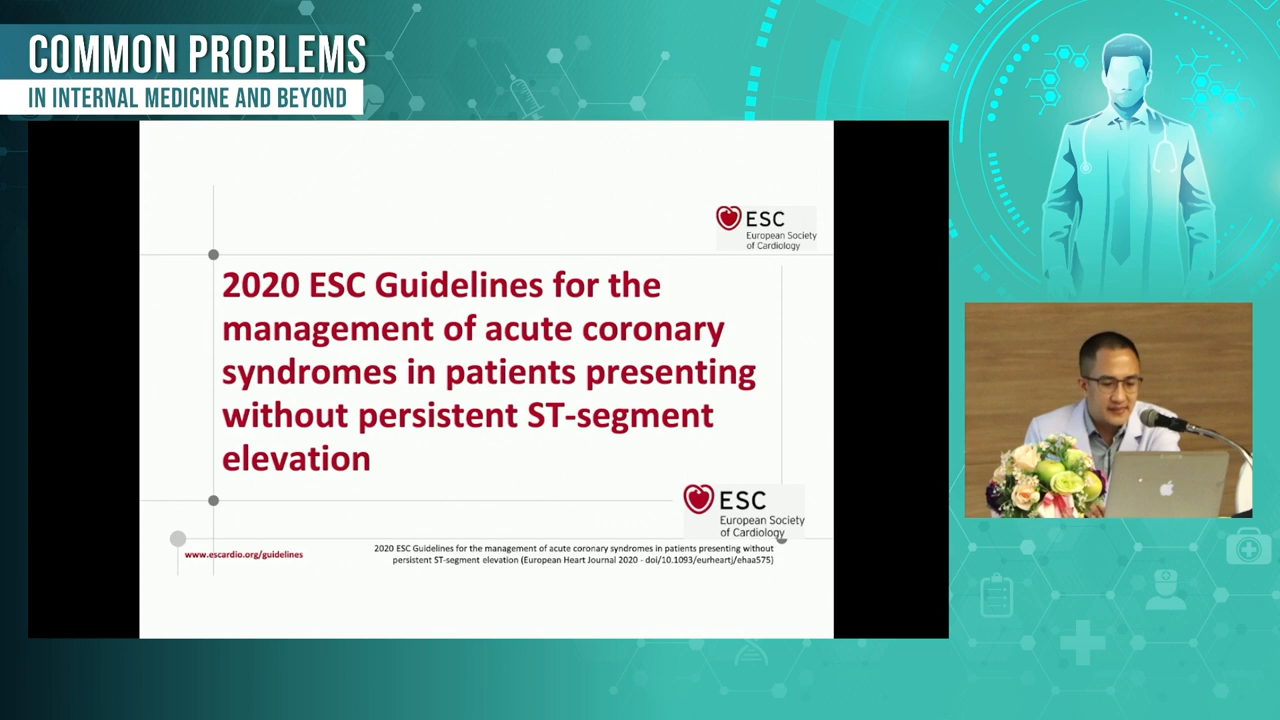 COMMON PROBLEMS
IN INTERNAL MEDICINE AND BEYOND
ESC
European Society
of Cardiology
2020 ESC Guidelines for the
management of acute coronary
syndromes in patients presenting
without persistent ST-segment
elevation
ESC
European Society
of Cardiology
www.escardio.org/guidelines
2020 ESC Guidelines for the management of acute coronary syndromes in patients presenting without
persistent ST-segment elevation (European Heart Journal 2020 - doi/10.1093/eurheartj/ehaa575)